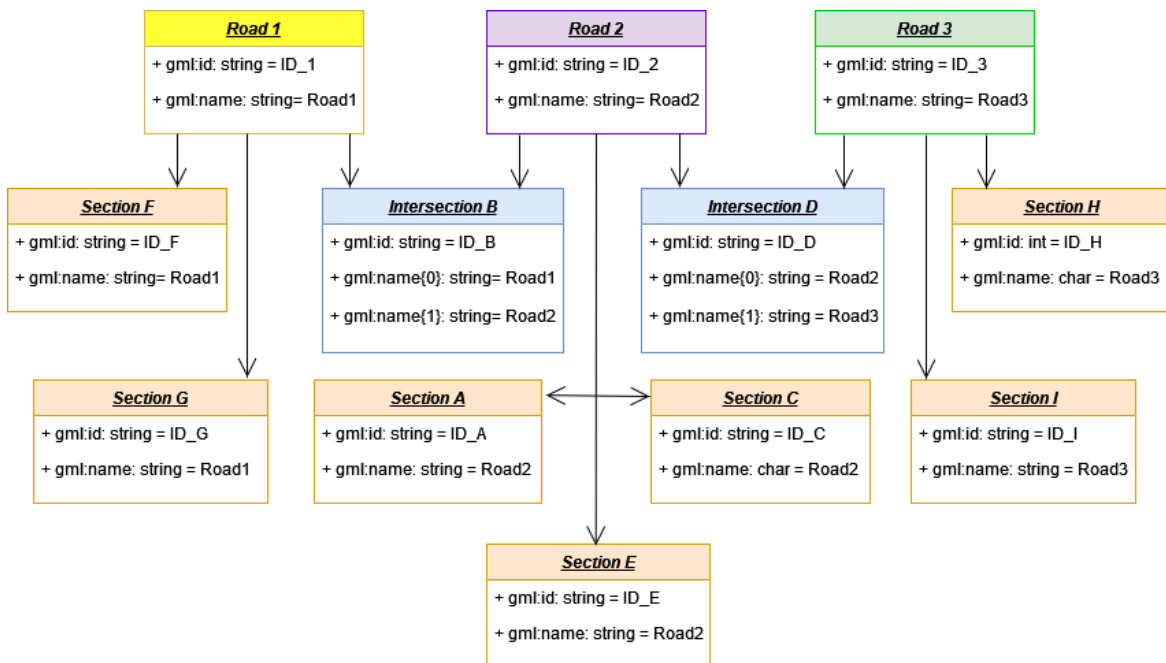 Road 1
+ gml:id: string = ID_1
+ gml:name: string= Road1
Road 2
+ gml:id: string = ID_2
+ gml:name: string= Road2
Road 3
+ gml:id: string = ID_3
+ gml:name: string= Road3
Section F
+ gml:id: string = ID_F
+ gml:name: string= Road1
Intersection B
+ gml:id: string = ID_B
+ gml:name{0}: string= Road1
+ gml:name{1}: string= Road2
Intersection D
+ gml:id: string = ID_D
+ gml:name{0}: string = Road2
+ gml:name{1}: string = Road3
Section H
+ gml:id: int = ID_H
+ gml:name: char = Road3
Section G
+ gml:id: string = ID_G
+ gml:name: string = Road1
Section A
+ gml:id: string = ID_A
+ gml:name: string = Road2
Section C
+ gml:id: string = ID_C
+ gml:name: char = Road2
Section I
+ gml:id: string = ID_I
+ gml:name: string = Road3
Section E
+ gml:id: string = ID_E
+ gml:name: string = Road2